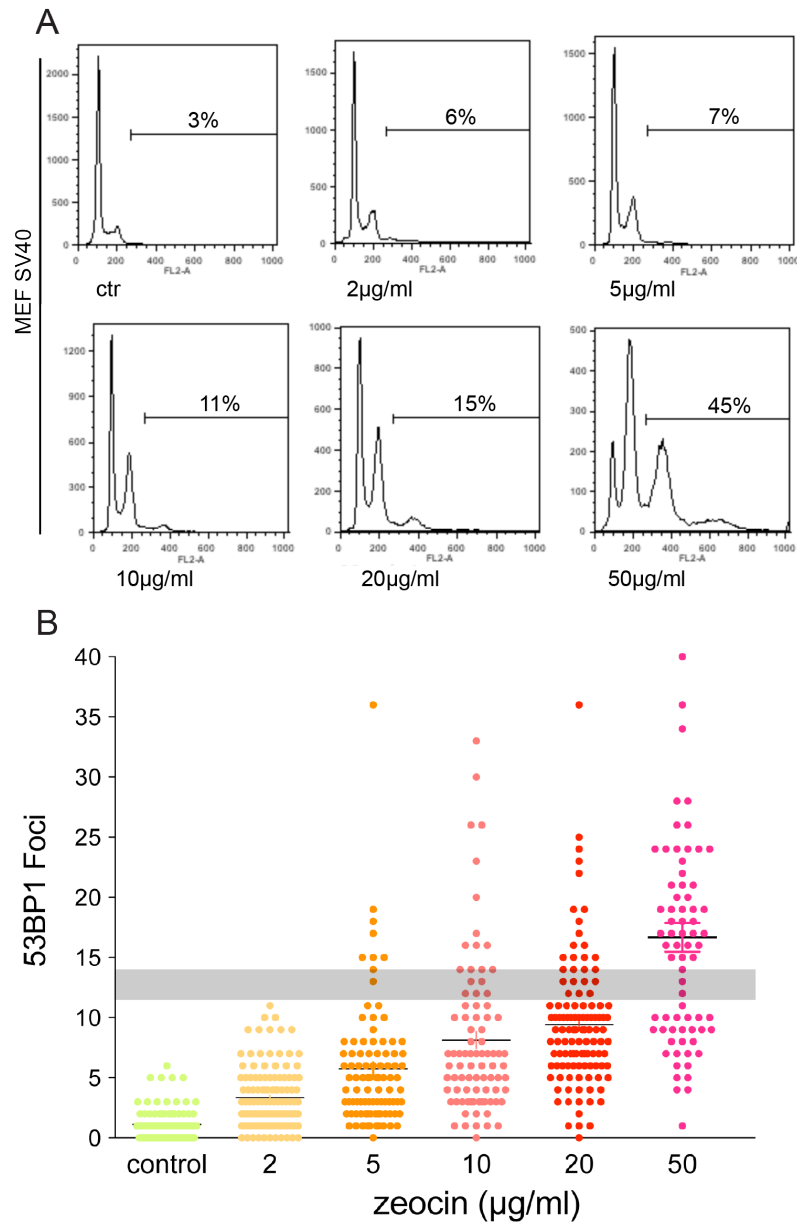 A
MEF SV40
2000
1500
1000
500
0
3%
0 200 400 600 800 1000
FL2-A
ctr
1500
1000
500
0
6%
0 200 400 600 800 1000
FL2-A
2µg/ml
1500
1000
500
0
7%
0 200 400 600 800 1000
FL2-A
5µg/ml
1200
900
600
300
0
11%
0 200 400 600 800 1000
FL2-A
10µg/ml
1000
800
600
400
200
0
15%
0 200 400 600 800 1000
FL2-A
20µg/ml
500
400
300
200
100
0
45%
0 200 400 600 800 1000
FL2-A
50µg/ml
B
53BP1 Foci
40
35
30
25
20
15
10
5
0
control 2 5 10 20 50
zeocin (µg/ml)